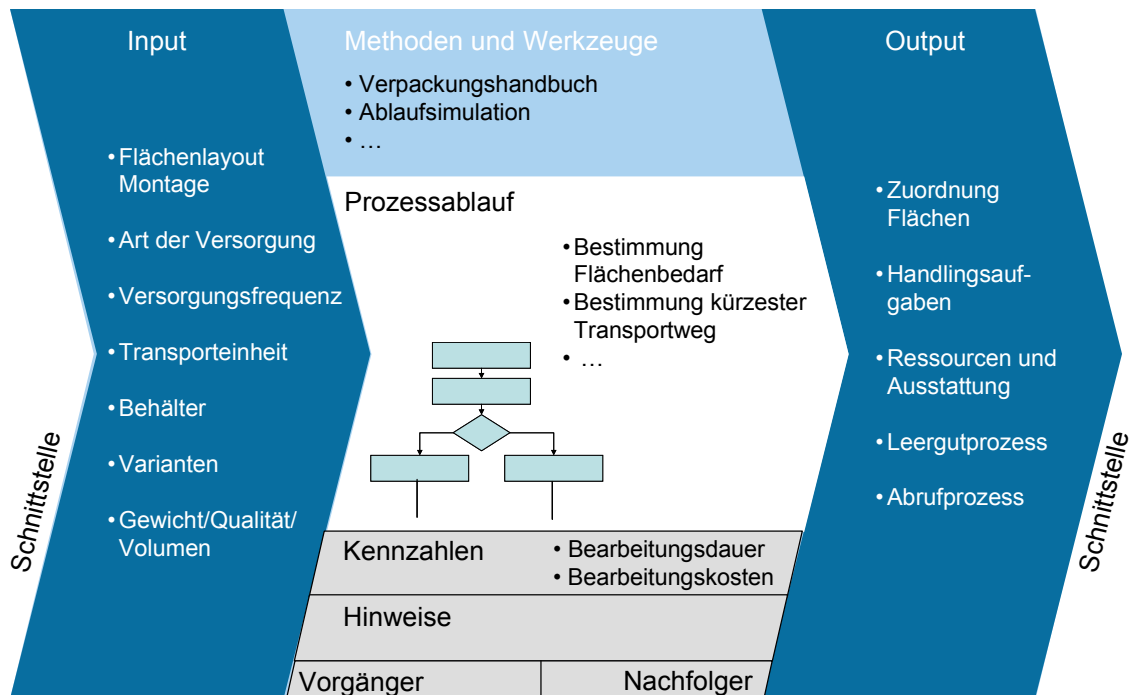 Input
Methoden und Werkzeuge
Output
• Verpackungshandbuch
• Ablaufsimulation
• …
• Flächenlayout
Montage
• Art der Versorgung
• Versorgungsfrequenz
• Transporteinheit
• Behälter
• Varianten
• Gewicht/Qualität/
Volumen
Schnittstelle
Prozessablauf
• Bestimmung
Flächenbedarf
• Bestimmung kürzester
Transportweg
• …
Kennzahlen
• Bearbeitungsdauer
• Bearbeitungskosten
Hinweise
Vorgänger
Nachfolger
• Zuordnung
Flächen
• Handlingsauf-
gaben
• Ressourcen und
Ausstattung
• Leergutprozess
• Abrufprozess
Schnittstelle